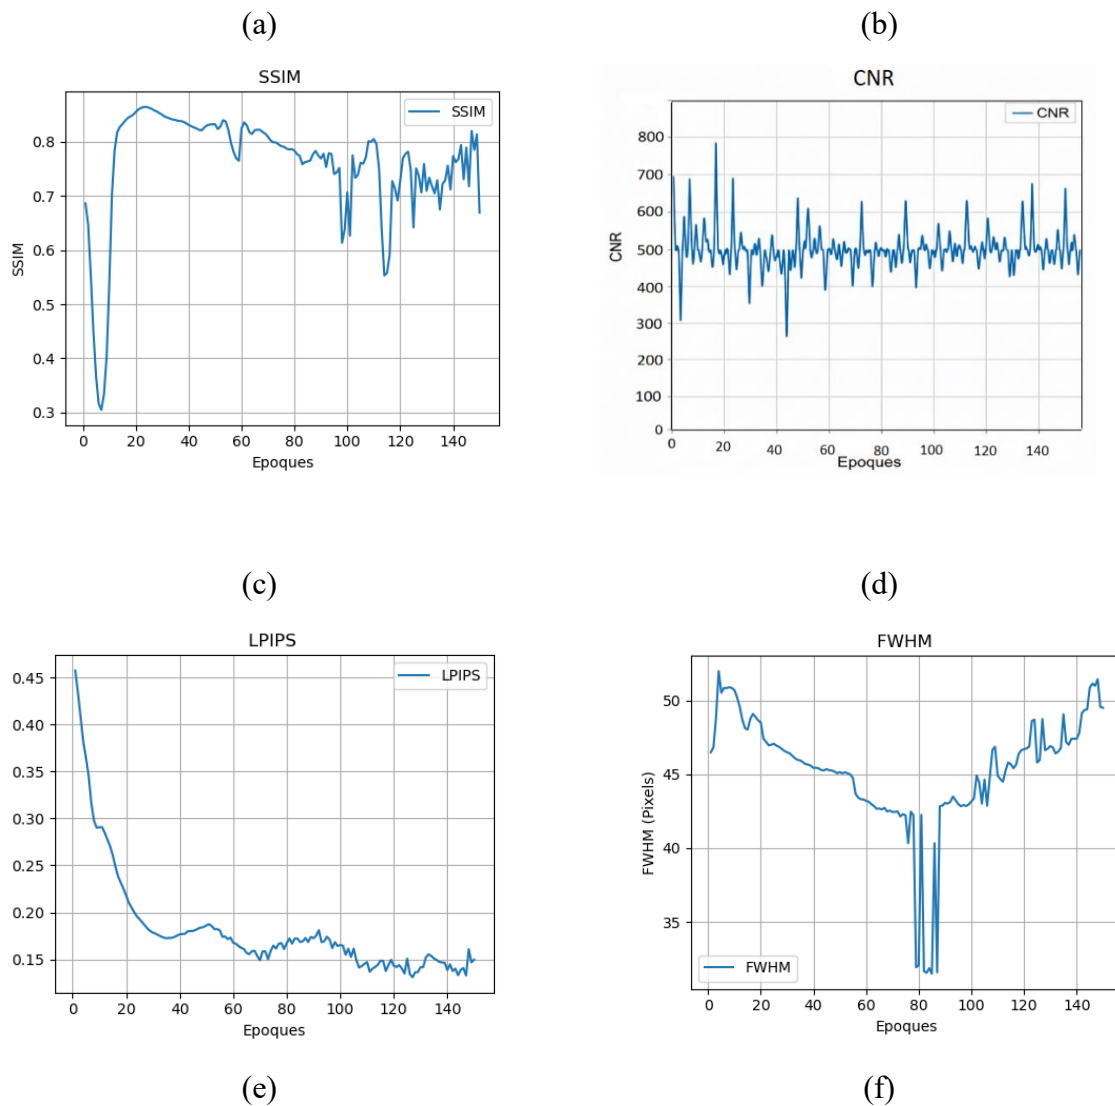 (a)
(b)
SSIM
SSIM
0.8
0.7
0.6
0.5
0.4
0.3
SSIM
0 20 40 60 80 100 120 140
Epoques
CNR
CNR
800
700
600
500
400
300
200
100
0
CNR
0 20 40 60 80 100 120 140
Epoques
(c)
(d)
LPIPS
LPIPS
0.45
0.40
0.35
0.30
0.25
0.20
0.15
0 20 40 60 80 100 120 140
Epoques
FWHM
50
45
40
35
FWHM (Pixels)
FWHM
0 20 40 60 80 100 120 140
Epoques
(e)
(f)